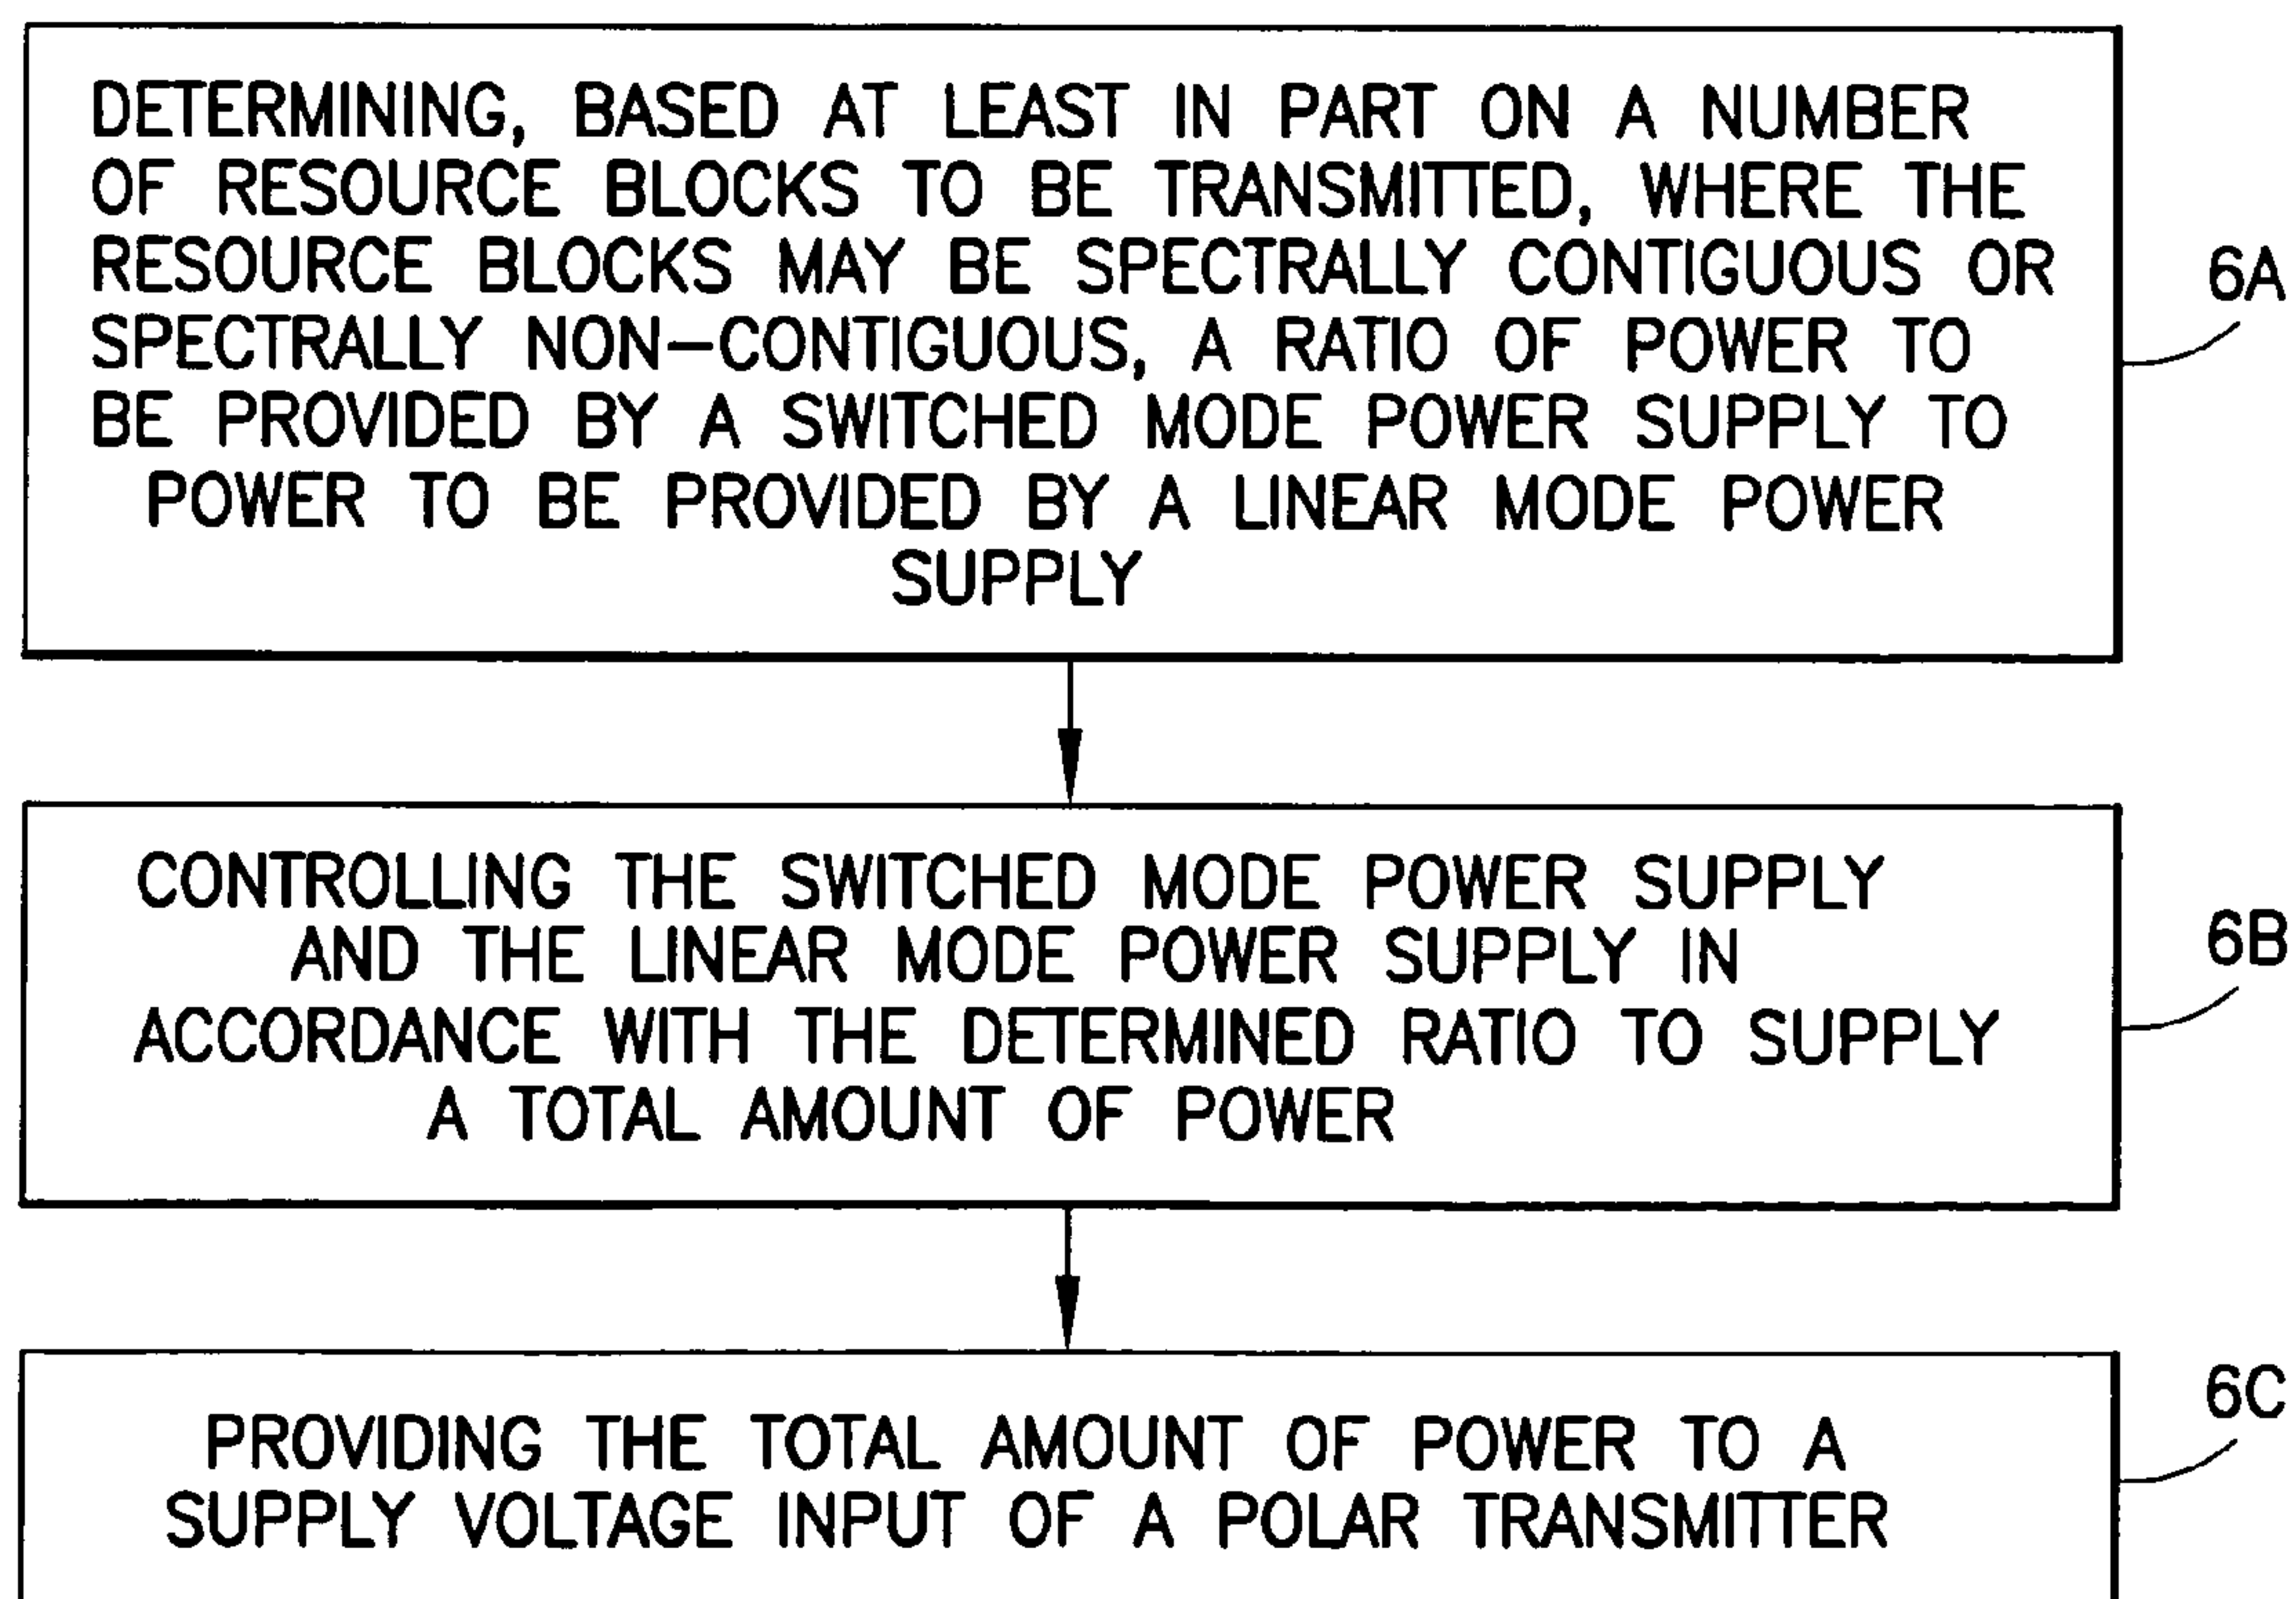 DETERMINING, BASED AT LEAST IN PART ON A NUMBER
OF RESOURCE BLOCKS TO BE TRANSMITTED, WHERE THE
RESOURCE BLOCKS MAY BE SPECTRALLY CONTIGUOUS OR
SPECTRALLY NON-CONTIGUOUS, A RATIO OF POWER TO
BE PROVIDED BY A SWITCHED MODE POWER SUPPLY TO
POWER TO BE PROVIDED BY A LINEAR MODE POWER
SUPPLY
6A
CONTROLLING THE SWITCHED MODE POWER SUPPLY
AND THE LINEAR MODE POWER SUPPLY IN
ACCORDANCE WITH THE DETERMINED RATIO TO SUPPLY
A TOTAL AMOUNT OF POWER
6B
PROVIDING THE TOTAL AMOUNT OF POWER TO A
SUPPLY VOLTAGE INPUT OF A POLAR TRANSMITTER
6C